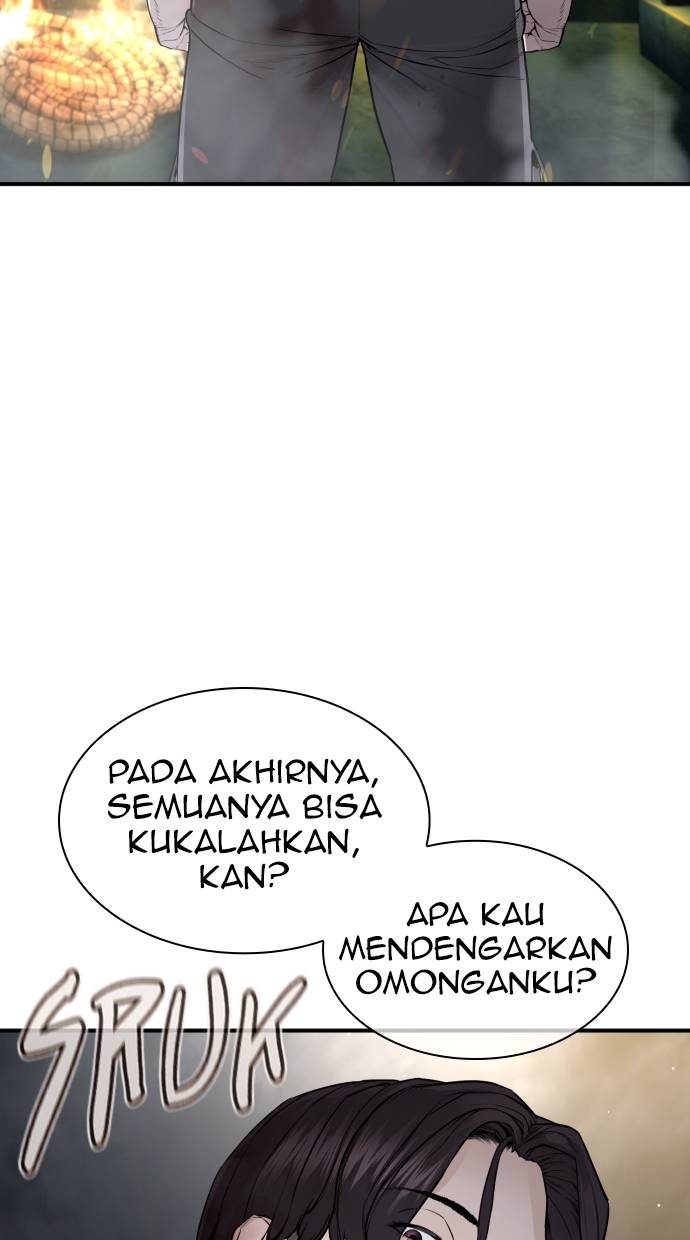 PADA AKHIRNYA,
SEMUANYA BISA
KUKALAHKAN,
KAN?
APA KAU
MENDENGARKAN
OMONGANKU?
SRUK